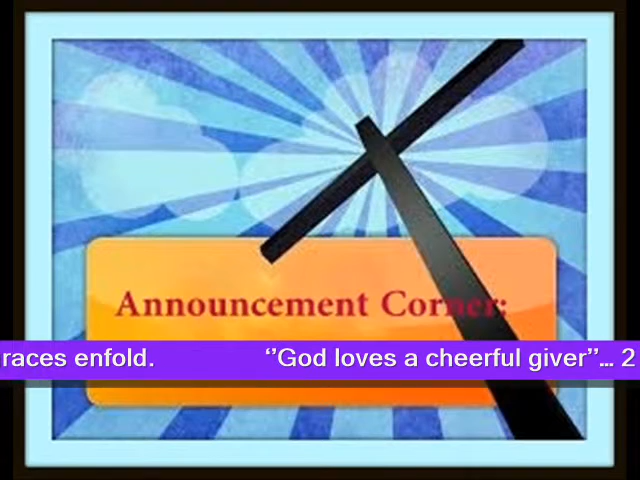 Announcement Corner:
races enfold. ‘’God loves a cheerful giver’’... 2